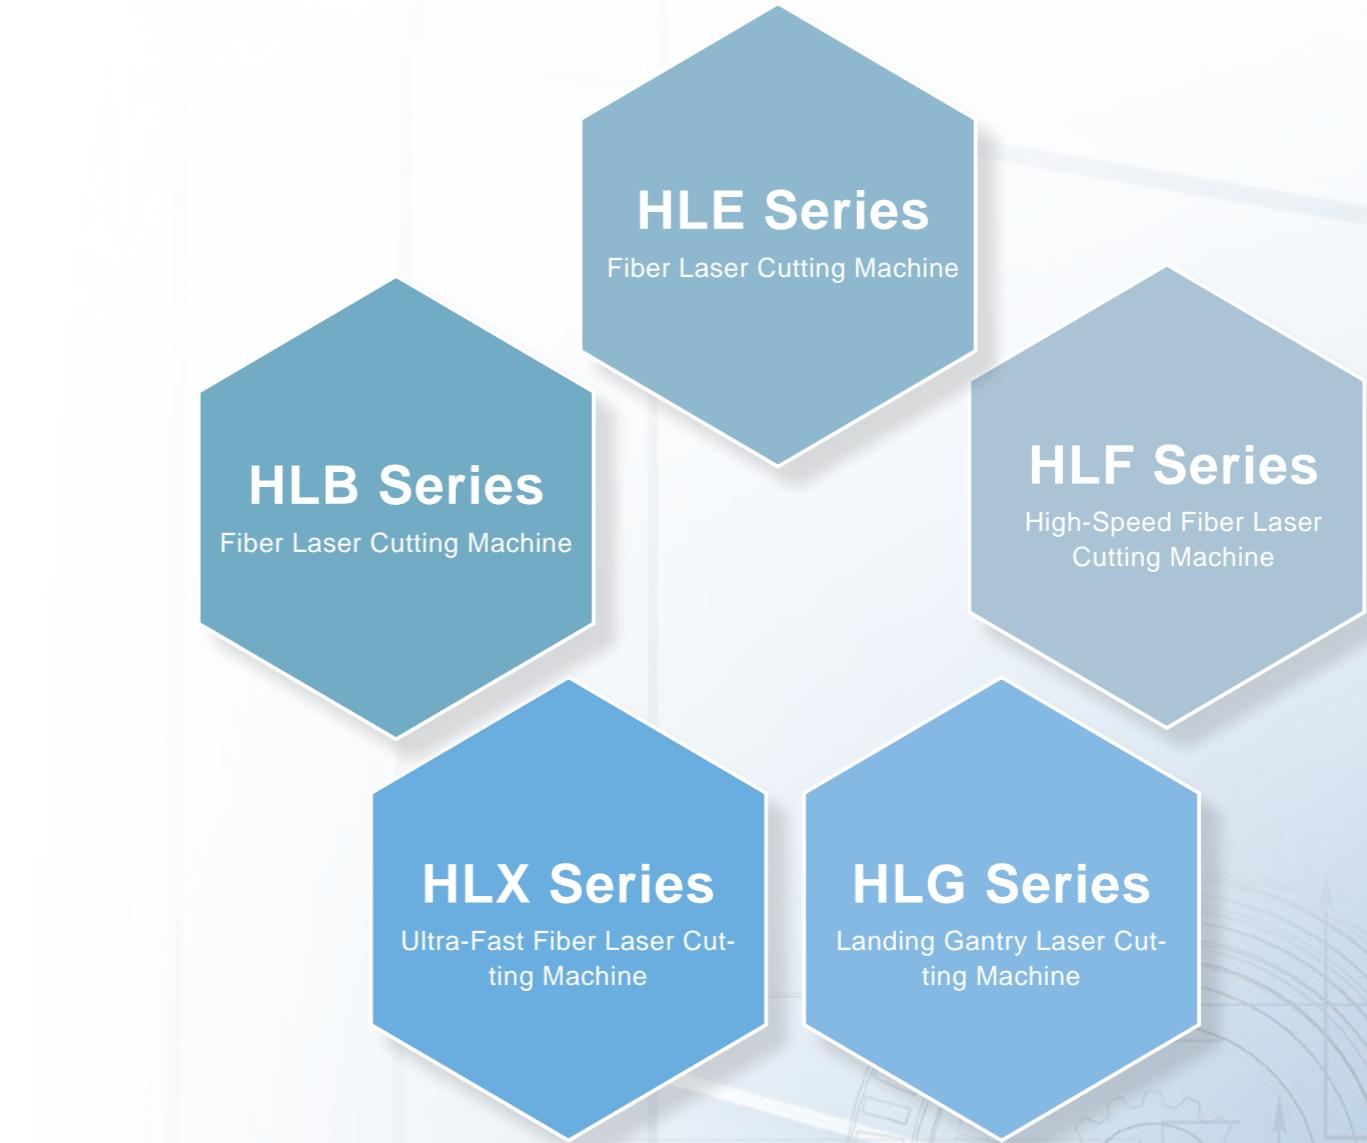 HLE Series
Fiber Laser Cutting Machine
HLB Series
Fiber Laser Cutting Machine
HLF Series
High-Speed Fiber Laser
Cutting Machine
HLX Series
Ultra-Fast Fiber Laser Cut-
ting Machine
HLG Series
Landing Gantry Laser Cut-
ting Machine